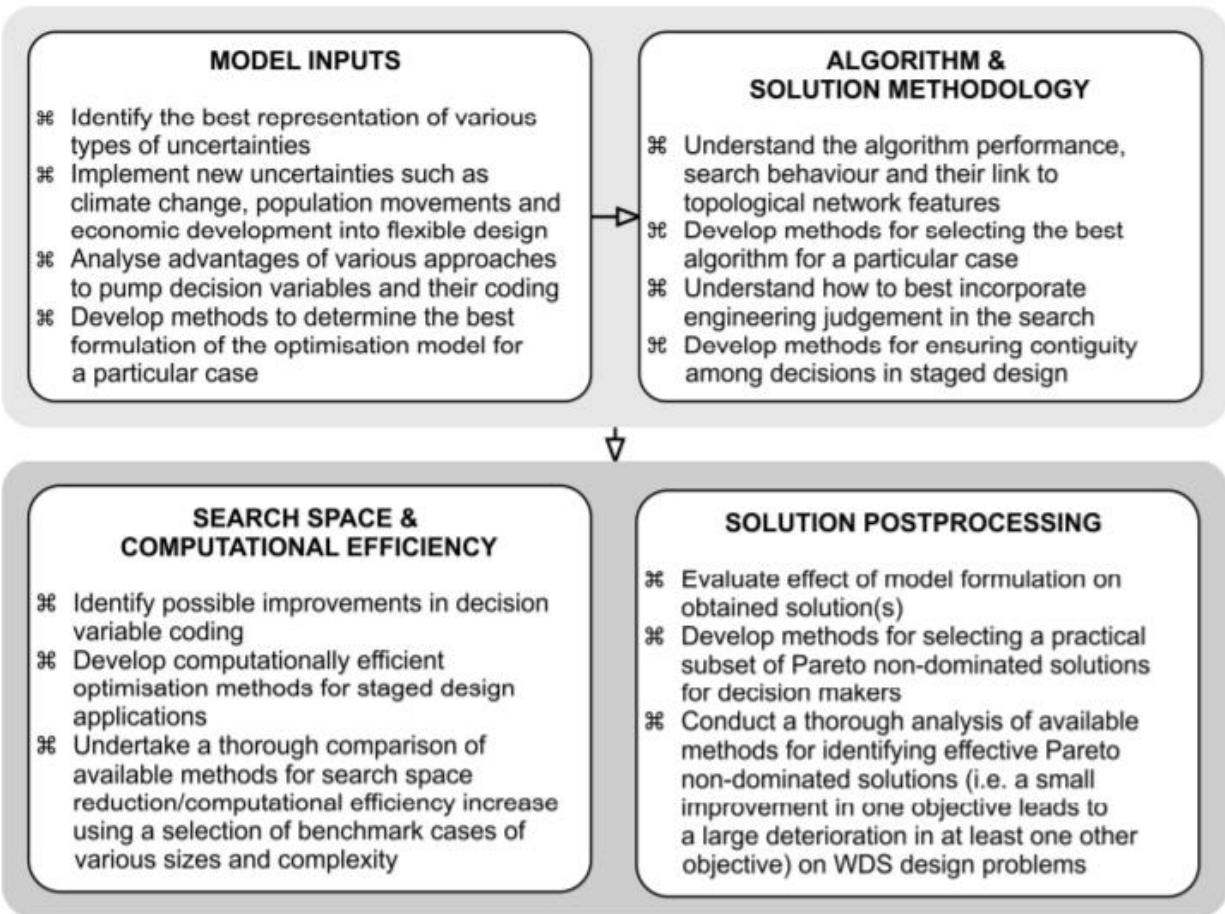 MODEL INPUTS
⌘ Identify the best representation of various
types of uncertainties
⌘ Implement new uncertainties such as
climate change, population movements and
economic development into flexible design
⌘ Analyse advantages of various approaches
to pump decision variables and their coding
⌘ Develop methods to determine the best
formulation of the optimisation model for
a particular case
ALGORITHM &
SOLUTION METHODOLOGY
⌘ Understand the algorithm performance,
search behaviour and their link to
topological network features
⌘ Develop methods for selecting the best
algorithm for a particular case
⌘ Understand how to best incorporate
engineering judgement in the search
⌘ Develop methods for ensuring contiguity
among decisions in staged design
SEARCH SPACE &
COMPUTATIONAL EFFICIENCY
⌘ Identify possible improvements in decision
variable coding
⌘ Develop computationally efficient
optimisation methods for staged design
applications
⌘ Undertake a thorough comparison of
available methods for search space
reduction/computational efficiency increase
using a selection of benchmark cases of
various sizes and complexity
SOLUTION POSTPROCESSING
⌘ Evaluate effect of model formulation on
obtained solution(s)
⌘ Develop methods for selecting a practical
subset of Pareto non-dominated solutions
for decision makers
⌘ Conduct a thorough analysis of available
methods for identifying effective Pareto
non-dominated solutions (i.e. a small
improvement in one objective leads to
a large deterioration in at least one other
objective) on WDS design problems